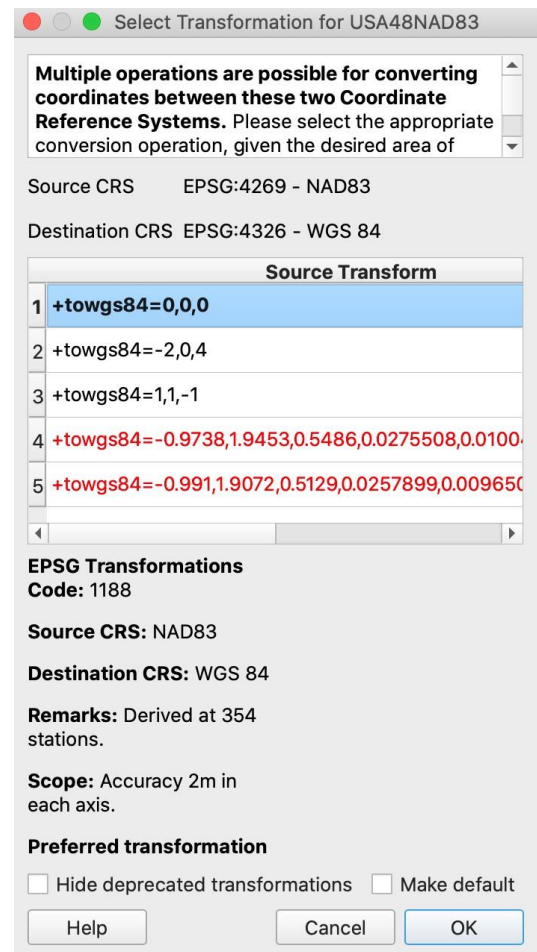 Select Transformation for USA48NAD83
Multiple operations are possible for converting
coordinates between these two Coordinate
Reference Systems. Please select the appropriate
conversion operation, given the desired area of
Source CRS EPSG:4269 - NAD83
Destination CRS EPSG:4326 - WGS 84
Source Transform
1 +towgs84=0,0,0
2 +towgs84=-2,0,4
3 +towgs84=1,1,-1
4 +towgs84=-0.9738,1.9453,0.5486,0.0275508,0.0100
5 +towgs84=-0.991,1.9072,0.5129,0.0257899,0.00965
EPSG Transformations
Code: 1188
Source CRS: NAD83
Destination CRS: WGS 84
Remarks: Derived at 354
stations.
Scope: Accuracy 2m in
each axis.
Preferred transformation
Hide deprecated transformations Make default
Help Cancel OK